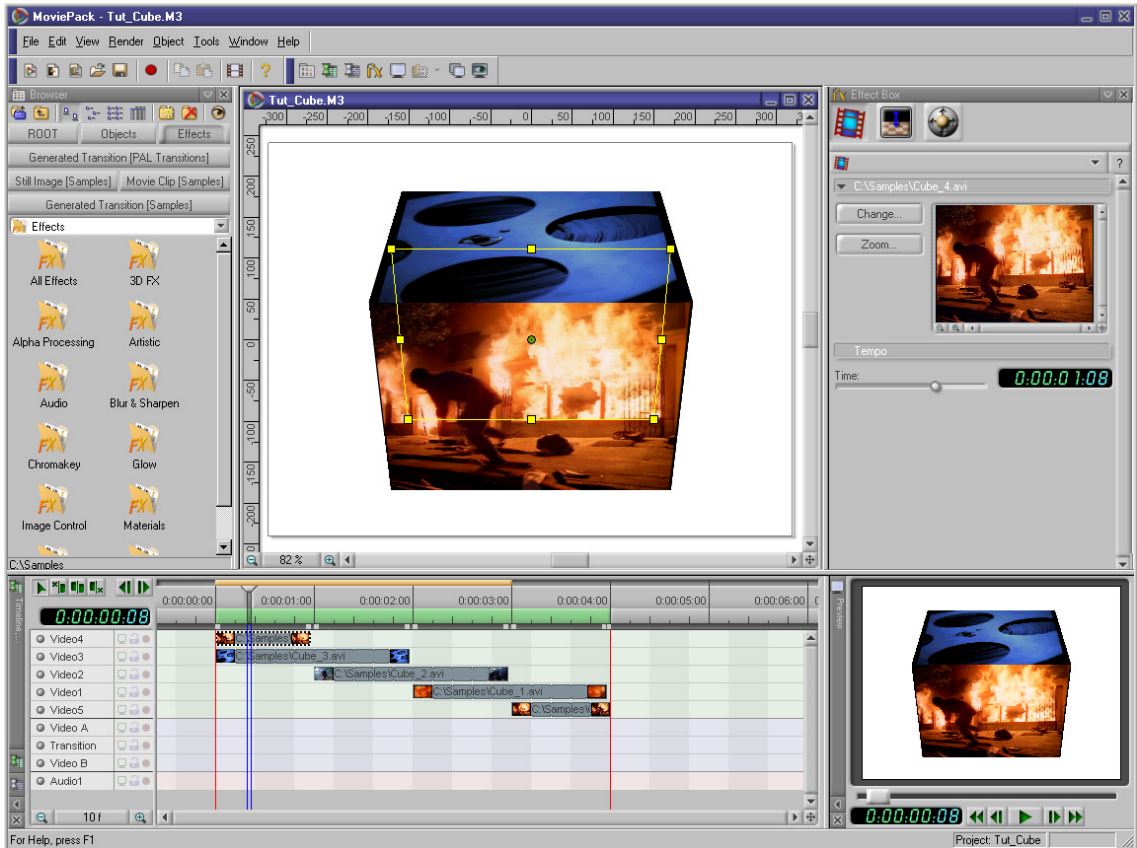 MoviePack - Tut_Cube.M3
File Edit View Render Object Tools Window Help
Browser
ROOT Objects Effects
Generated Transition [PAL Transitions]
Still Image [Samples] Movie Clip [Samples]
Generated Transition [Samples]
Effects
All Effects 3D FX
Alpha Processing Artistic
Audio Blur & Sharpen
Chromakey Glow
Image Control Materials
C:\Samples
Tut_Cube.M3
-300 -250 -200 -150 -100 -50 0 50 100 150 200 250 300
250
200
150
100
50
0
-50
-100
-150
-200
82 %
Effect Box
?
C:\Samples\Cube_4.avi
Change...
Zoom...
Tempo
Time: 0:00:01:08
Timeline...
0:00:00:00 0:00:01:00 0:00:02:00 0:00:03:00 0:00:04:00 0:00:05:00 0:00:06:00
0:00:00:08
Video4 C:\Samples
Video3 C:\Samples\Cube_3.avi
Video2 C:\Samples\Cube_2.avi
Video1 C:\Samples\Cube_1.avi
Video5 C:\Samples\
Video A
Transition
Video B
Audio1
10 f
Preview
0:00:00:08
For Help, press F1
Project: Tut_Cube